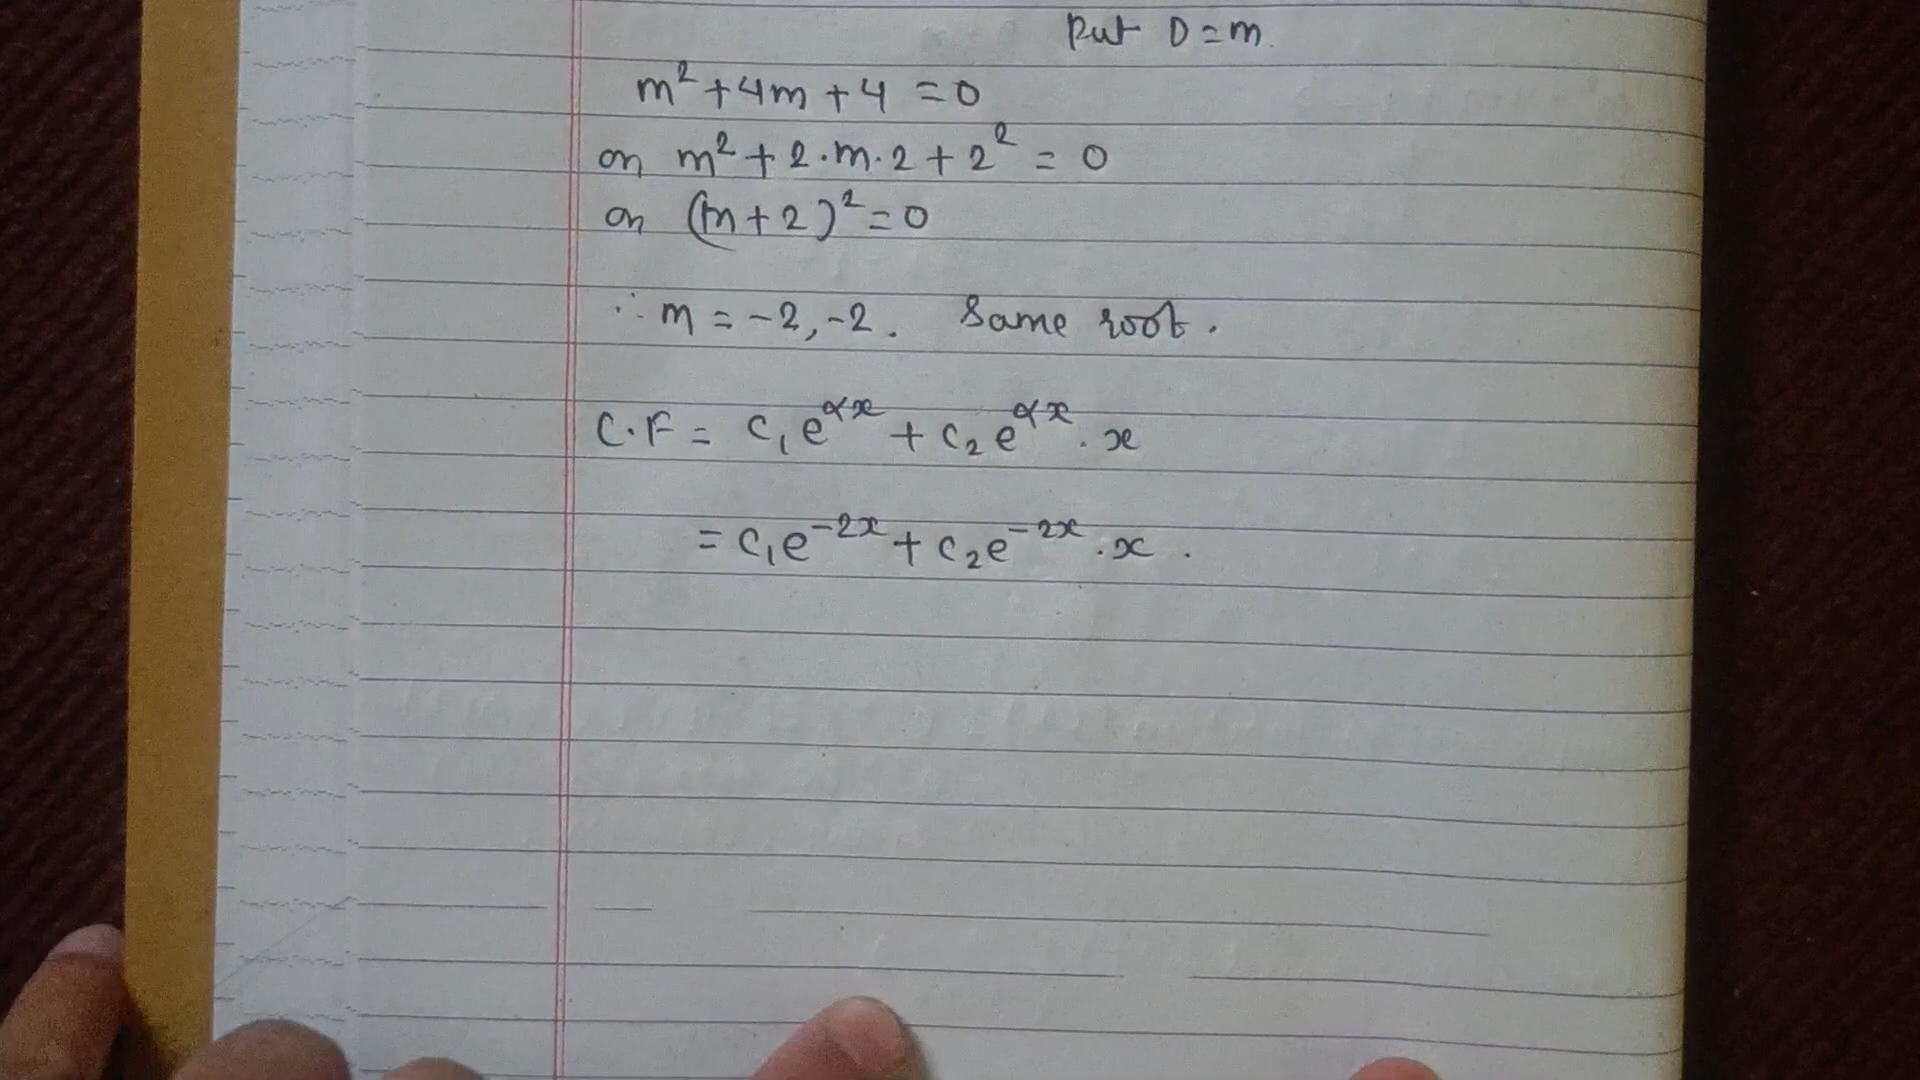 Put D=m.
m²+4m+4 =0
or m²+2·m·2+2² = 0
or (m+2)²=0
∴ m = -2,-2. Same root.
C.F = c₁e^αx + c₂e^αx . x
= c₁e^-2x + c₂e^-2x . x .